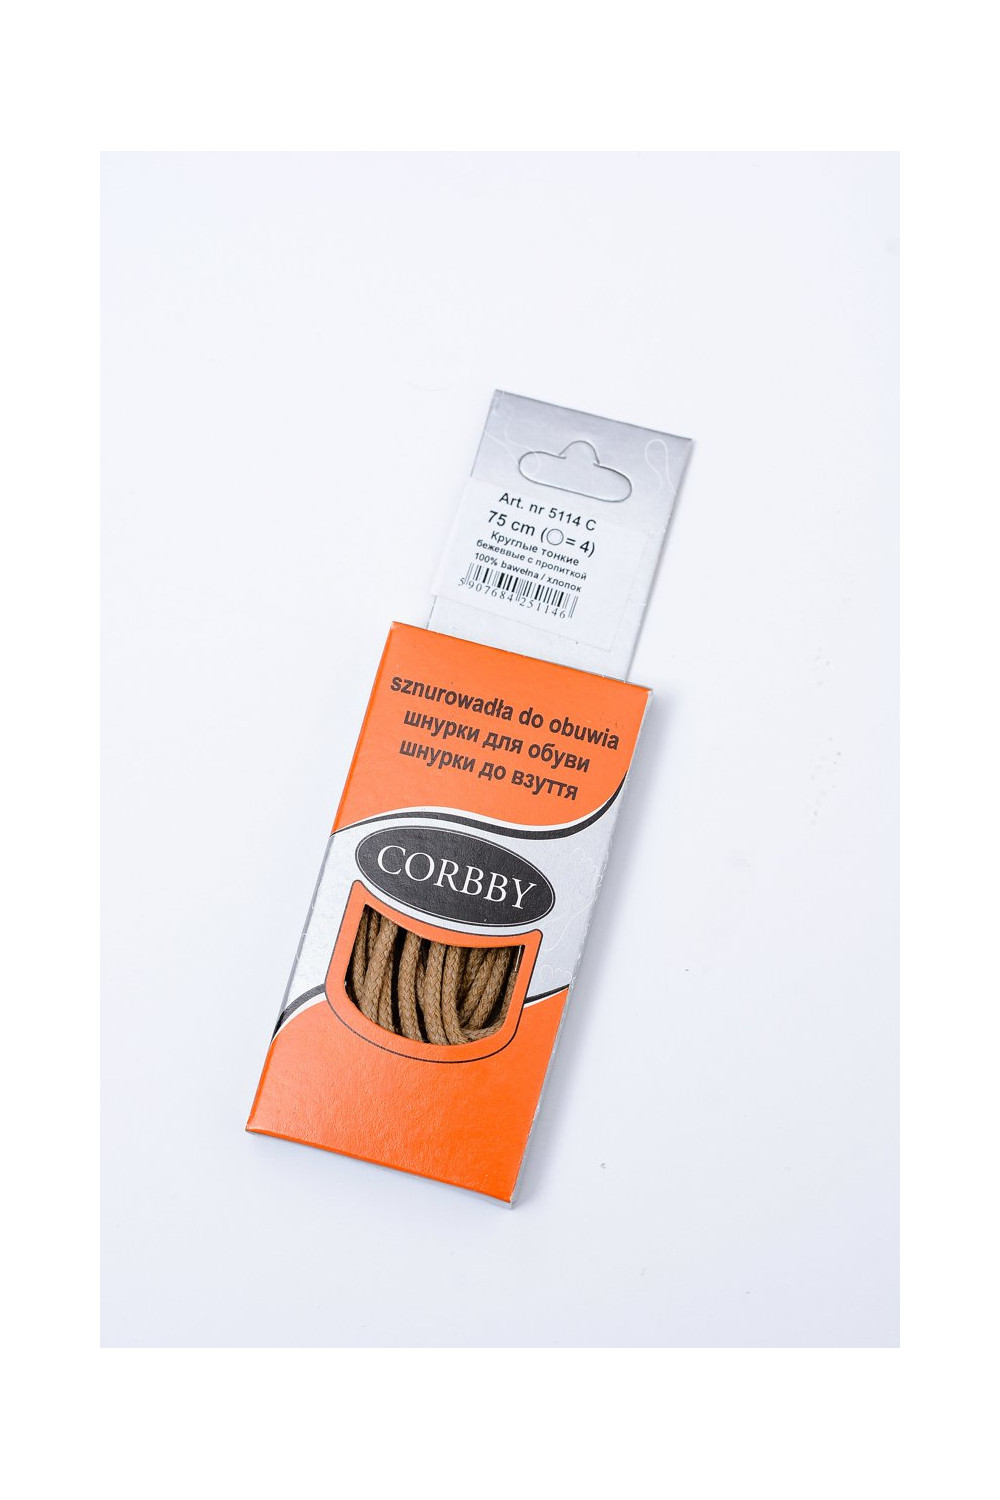 Art. nr 5114 C
75 cm (○= 4)
Круглые тонкие
бежеввые с пропиткой
100% bawełna / хлопок
5907684251146
sznurowadła do obuwia
шнурки для обуви
шнурки до взуття
CORBBY